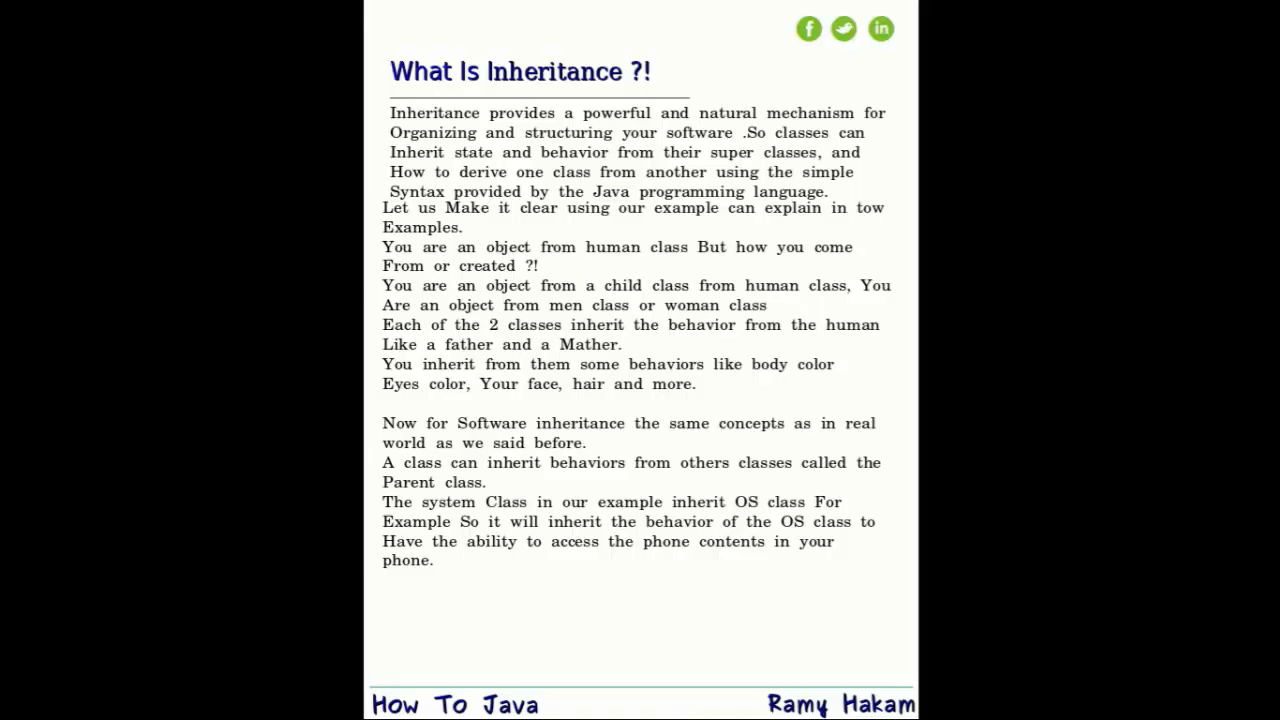 What Is Inheritance ?!
Inheritance provides a powerful and natural mechanism for
Organizing and structuring your software .So classes can
Inherit state and behavior from their super classes, and
How to derive one class from another using the simple
Syntax provided by the Java programming language.
Let us Make it clear using our example can explain in tow
Examples.
You are an object from human class But how you come
From or created ?!
You are an object from a child class from human class, You
Are an object from men class or woman class
Each of the 2 classes inherit the behavior from the human
Like a father and a Mather.
You inherit from them some behaviors like body color
Eyes color, Your face, hair and more.
Now for Software inheritance the same concepts as in real
world as we said before.
A class can inherit behaviors from others classes called the
Parent class.
The system Class in our example inherit OS class For
Example So it will inherit the behavior of the OS class to
Have the ability to access the phone contents in your
phone.
How To Java
Ramy Hakam